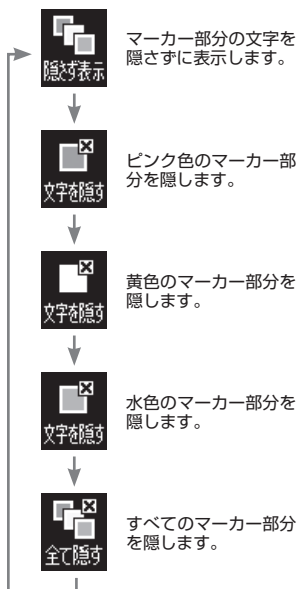 隠さず表示
マーカー部分の文字を
隠さずに表示します。
文字を隠す
ピンク色のマーカー部
分を隠します。
文字を隠す
黄色のマーカー部分を
隠します。
文字を隠す
水色のマーカー部分を
隠します。
全て隠す
すべてのマーカー部分
を隠します。